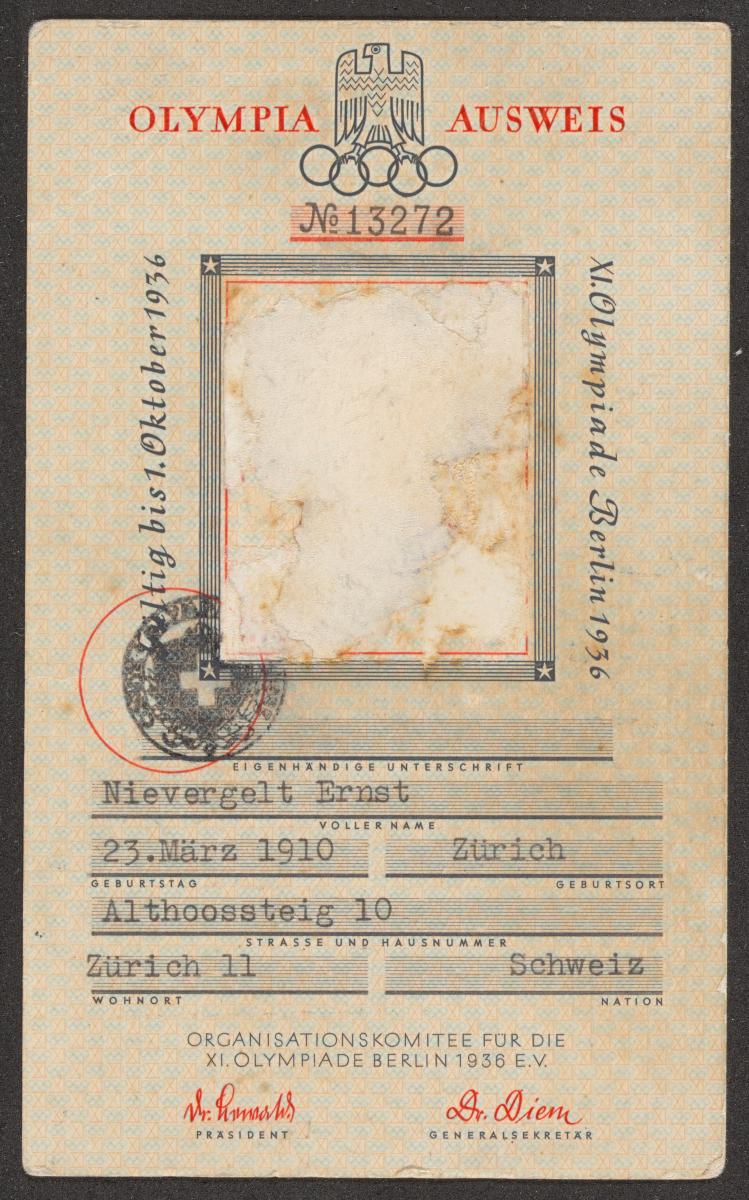 OLYMPIA AUSWEIS
№ 13272
gültig bis 1. Oktober 1936
XI. Olympiade Berlin 1936
EIGENHÄNDIGE UNTERSCHRIFT
Nievergelt Ernst
VOLLER NAME
23.März 1910 Zürich
GEBURTSTAG GEBURTSORT
Althoossteig 10
STRASSE UND HAUSNUMMER
Zürich 11 Schweiz
WOHNORT NATION
ORGANISATIONSKOMITEE FÜR DIE
XI. OLYMPIADE BERLIN 1936 E.V.
Dr. Lewald Dr. Diem
PRÄSIDENT GENERALSEKRETÄR